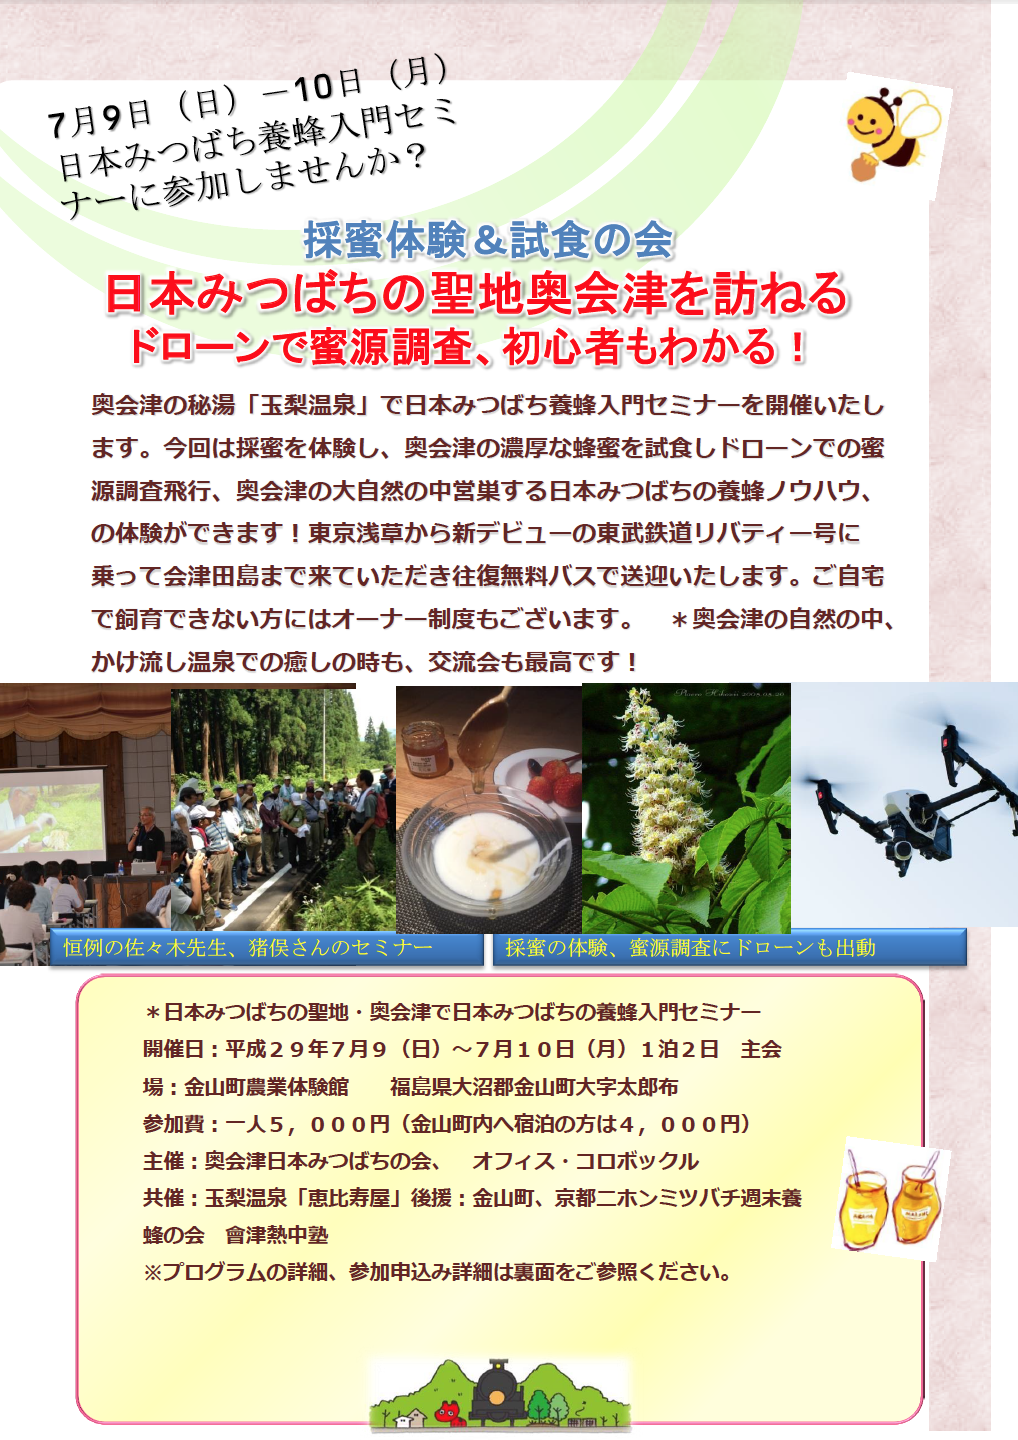 7月9日（日）－10日（月）
日本みつばち養蜂入門セミ
ナーに参加しませんか？
採蜜体験＆試食の会
日本みつばちの聖地奥会津を訪ねる
ドローンで蜜源調査、初心者もわかる！
奥会津の秘湯「玉梨温泉」で日本みつばち養蜂入門セミナーを開催いたし
ます。今回は採蜜を体験し、奥会津の濃厚な蜂蜜を試食しドローンでの蜜
源調査飛行、奥会津の大自然の中営巣する日本みつばちの養蜂ノウハウ、
の体験ができます！東京浅草から新デビューの東武鉄道リバティー号に
乗って会津田島まで来ていただき往復無料バスで送迎いたします。ご自宅
で飼育できない方にはオーナー制度もございます。　＊奥会津の自然の中、
かけ流し温泉での癒しの時も、交流会も最高です！
恒例の佐々木先生、猪俣さんのセミナー
採蜜の体験、蜜源調査にドローンも出動
＊日本みつばちの聖地・奥会津で日本みつばちの養蜂入門セミナー
開催日：平成２９年７月９（日）～７月１０日（月）１泊２日　主会
場：金山町農業体験館　　福島県大沼郡金山町大字太郎布
参加費：一人５，０００円（金山町内へ宿泊の方は４，０００円）
主催：奥会津日本みつばちの会、　オフィス・コロボックル
共催：玉梨温泉「恵比寿屋」後援：金山町、京都ニホンミツバチ週末養
蜂の会　會津熱中塾
※プログラムの詳細、参加申込み詳細は裏面をご参照ください。